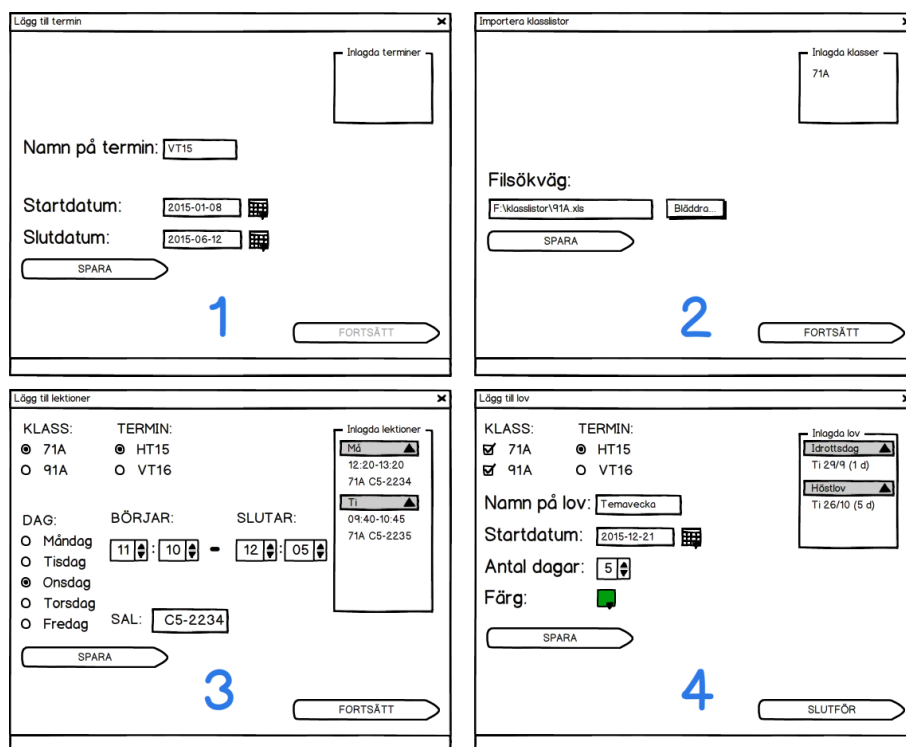 Lägg till termin
Inlagda terminer
Namn på termin: VT15
Startdatum: 2015-01-08
Slutdatum: 2015-06-12
SPARA
1
FORTSÄTT
Importera klasslistor
Inlagda klasser
71A
Filsökväg:
F:\klasslistor\91A.xls Bläddra...
SPARA
2
FORTSÄTT
Lägg till lektioner
KLASS: TERMIN:
71A HT15
91A VT16
Inlagda lektioner
Må
12:20-13:20
71A C5-2234
Ti
09:40-10:45
71A C5-2235
DAG: BÖRJAR: SLUTAR:
Måndag
Tisdag
Onsdag
Torsdag
Fredag
11 : 10 - 12 : 05
SAL: C5-2234
SPARA
3
FORTSÄTT
Lägg till lov
KLASS: TERMIN:
71A HT15
91A VT16
Inlagda lov
Idrottsdag
Ti 29/9 (1 d)
Höstlov
Ti 26/10 (5 d)
Namn på lov: Temavecka
Startdatum: 2015-12-21
Antal dagar: 5
Färg:
SPARA
4
SLUTFÖR